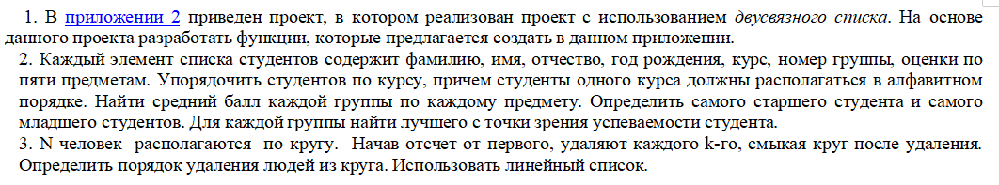 1. В приложении 2 приведен проект, в котором реализован проект с использованием двусвязного списка. На основе
данного проекта разработать функции, которые предлагается создать в данном приложении.
2. Каждый элемент списка студентов содержит фамилию, имя, отчество, год рождения, курс, номер группы, оценки по
пяти предметам. Упорядочить студентов по курсу, причем студенты одного курса должны располагаться в алфавитном
порядке. Найти средний балл каждой группы по каждому предмету. Определить самого старшего студента и самого
младшего студентов. Для каждой группы найти лучшего с точки зрения успеваемости студента.
3. N человек располагаются по кругу. Начав отсчет от первого, удаляют каждого k-го, смыкая круг после удаления.
Определить порядок удаления людей из круга. Использовать линейный список.